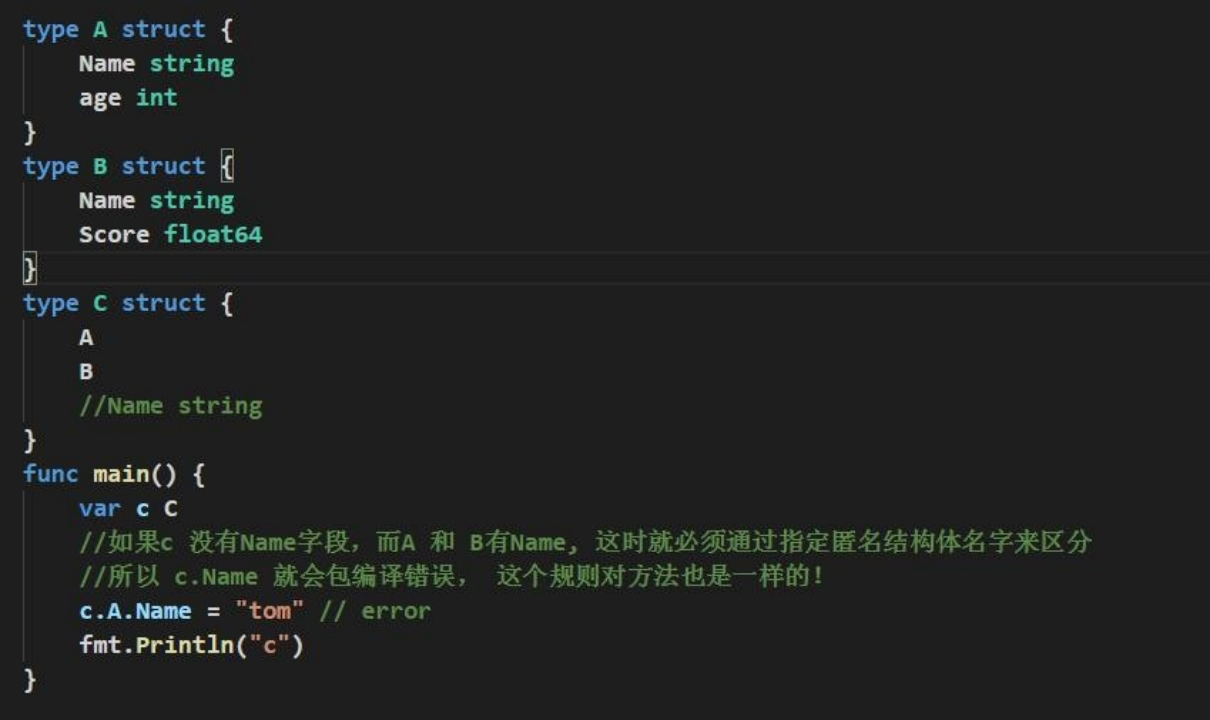 type A struct {
    Name string
    age int
}
type B struct {
    Name string
    Score float64
}
type C struct {
    A
    B
    //Name string
}
func main() {
    var c C
    //如果c 没有Name字段，而A 和 B有Name, 这时就必须通过指定匿名结构体名字来区分
    //所以 c.Name 就会包编译错误， 这个规则对方法也是一样的！
    c.A.Name = "tom" // error
    fmt.Println("c")
}